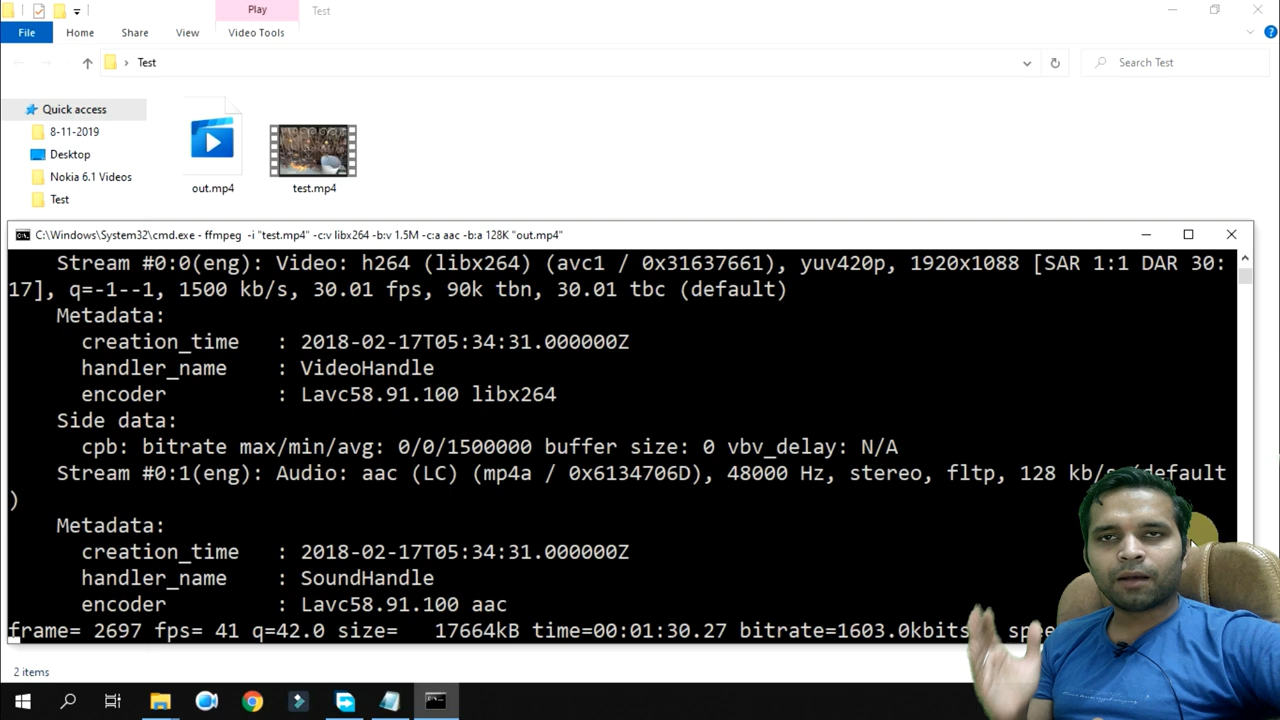 Play
Test
File
Home
Share
View
Video Tools
Test
Search Test
Quick access
8-11-2019
Desktop
Nokia 6.1 Videos
Test
out.mp4
test.mp4
C:\Windows\System32\cmd.exe - ffmpeg -i "test.mp4" -c:v libx264 -b:v 1.5M -c:a aac -b:a 128K "out.mp4"
Stream #0:0(eng): Video: h264 (libx264) (avc1 / 0x31637661), yuv420p, 1920x1088 [SAR 1:1 DAR 30:
17], q=-1--1, 1500 kb/s, 30.01 fps, 90k tbn, 30.01 tbc (default)
Metadata:
creation_time : 2018-02-17T05:34:31.000000Z
handler_name : VideoHandle
encoder : Lavc58.91.100 libx264
Side data:
cpb: bitrate max/min/avg: 0/0/1500000 buffer size: 0 vbv_delay: N/A
Stream #0:1(eng): Audio: aac (LC) (mp4a / 0x6134706D), 48000 Hz, stereo, fltp, 128 kb/s (default
)
Metadata:
creation_time : 2018-02-17T05:34:31.000000Z
handler_name : SoundHandle
encoder : Lavc58.91.100 aac
frame= 2697 fps= 41 q=42.0 size= 17664kB time=00:01:30.27 bitrate=1603.0kbits
2 items